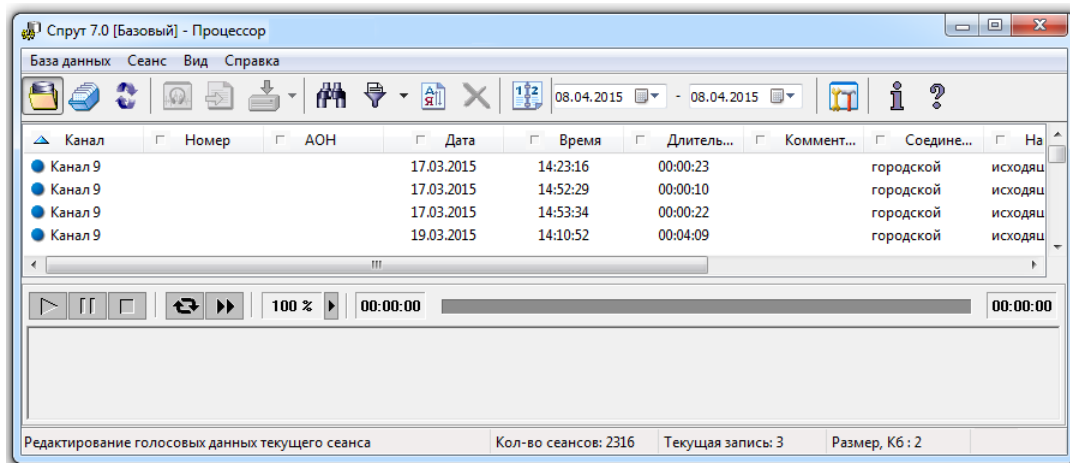 Спрут 7.0 [Базовый] - Процессор
База данных Сеанс Вид Справка
08.04.2015 - 08.04.2015
Канал Номер АОН Дата Время Длитель... Коммент... Соедине... На
Канал 9 17.03.2015 14:23:16 00:00:23 городской исходящ
Канал 9 17.03.2015 14:52:29 00:00:10 городской исходящ
Канал 9 17.03.2015 14:53:34 00:00:22 городской исходящ
Канал 9 19.03.2015 14:10:52 00:04:09 городской исходящ
100 % 00:00:00 00:00:00
Редактирование голосовых данных текущего сеанса Кол-во сеансов: 2316 Текущая запись: 3 Размер, Кб : 2